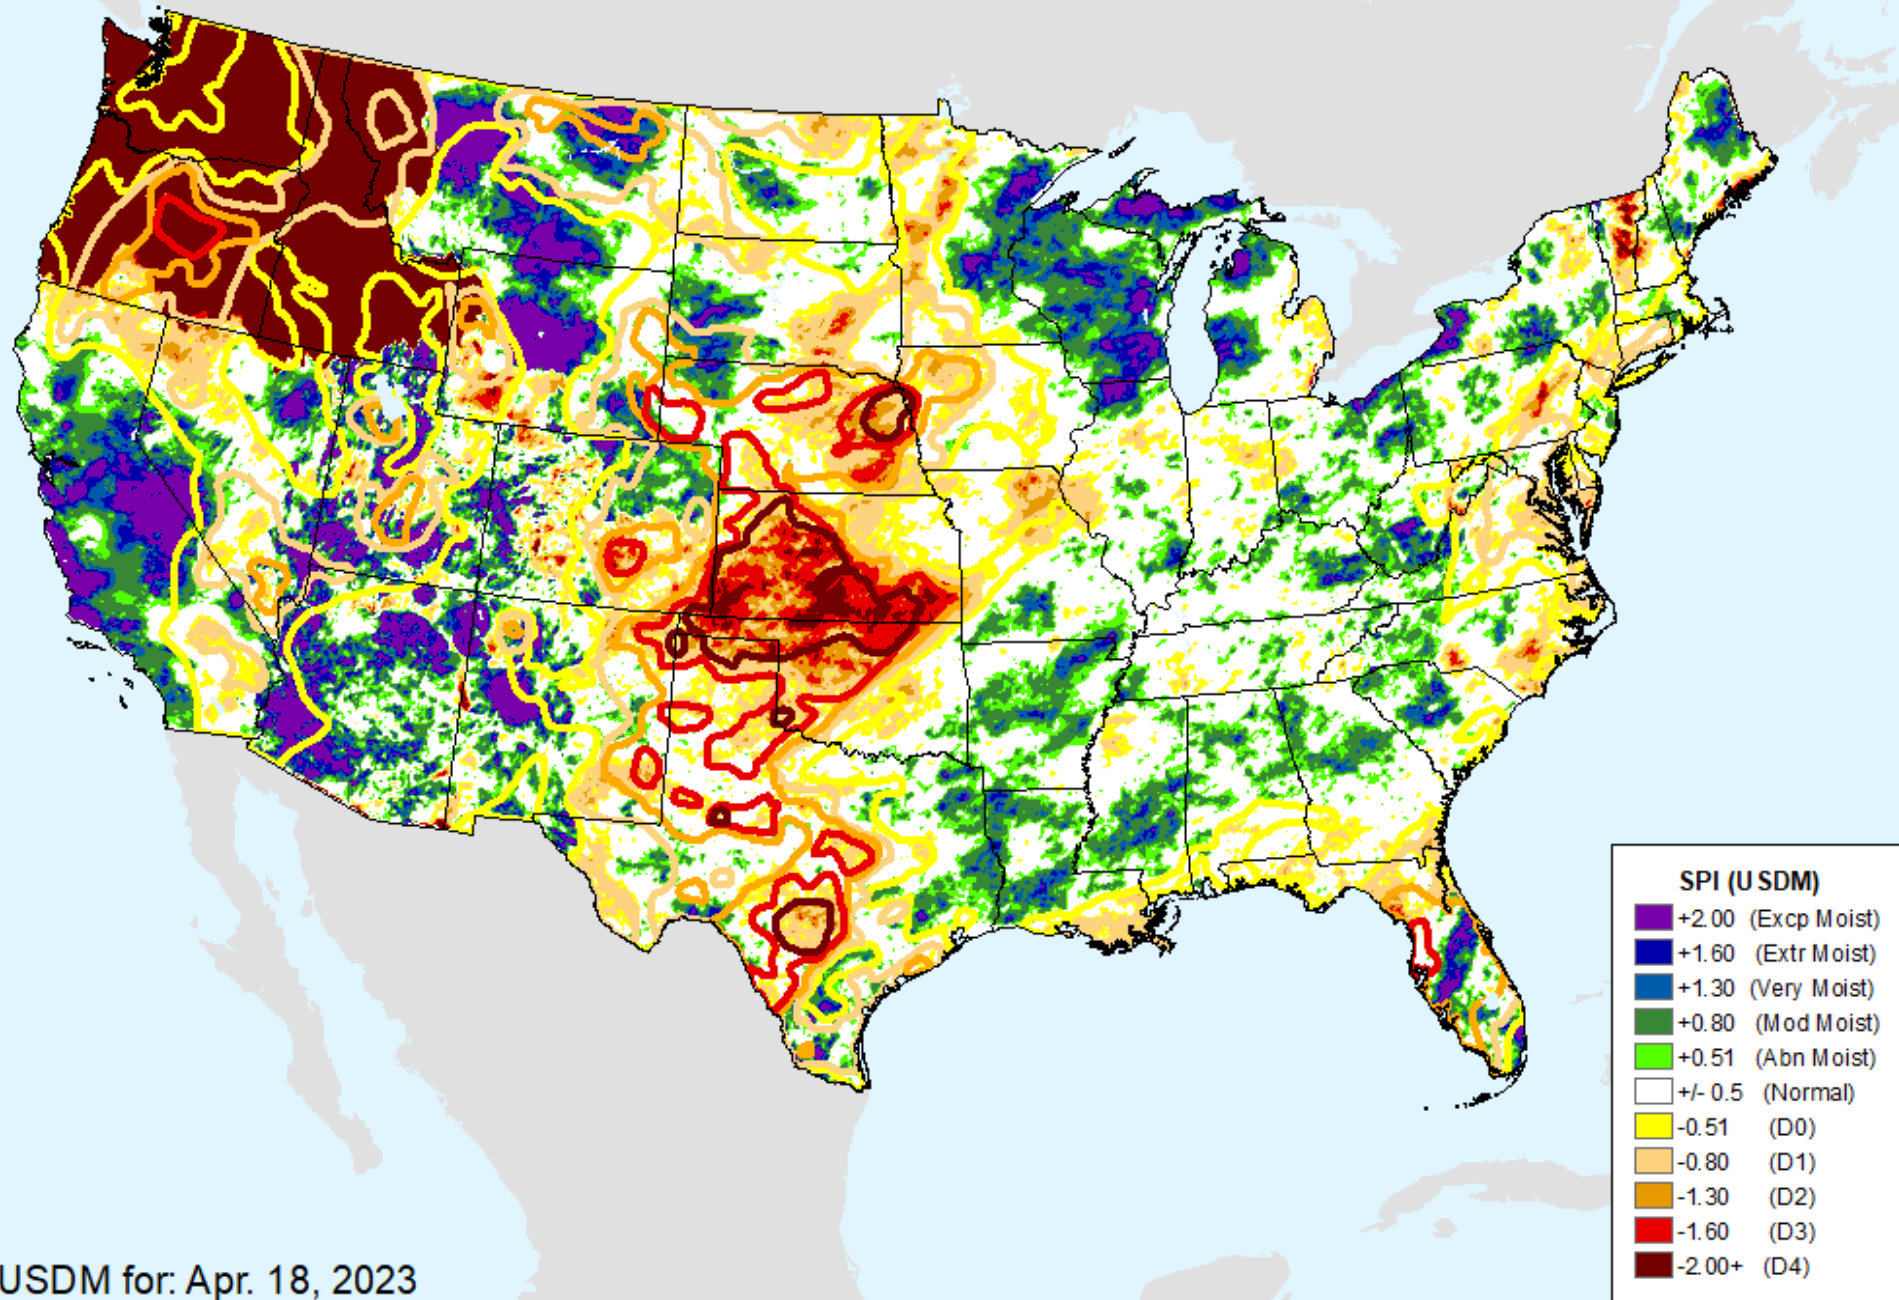 SPI (USDM)
+2.00 (Excp Moist)
+1.60 (Extr Moist)
+1.30 (Very Moist)
+0.80 (Mod Moist)
+0.51 (Abn Moist)
+/- 0.5 (Normal)
-0.51 (D0)
-0.80 (D1)
-1.30 (D2)
-1.60 (D3)
-2.00+ (D4)
USDM for: Apr. 18, 2023